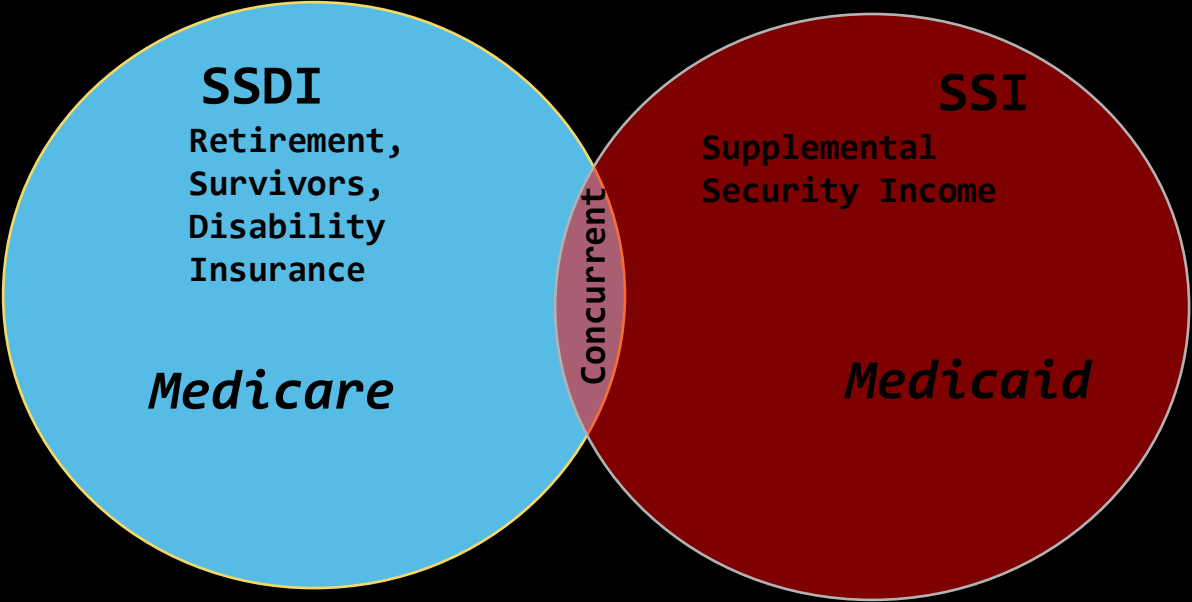 SSDI
Retirement,
Survivors,
Disability
Insurance
Medicare
Concurrent
SSI
Supplemental
Security Income
Medicaid